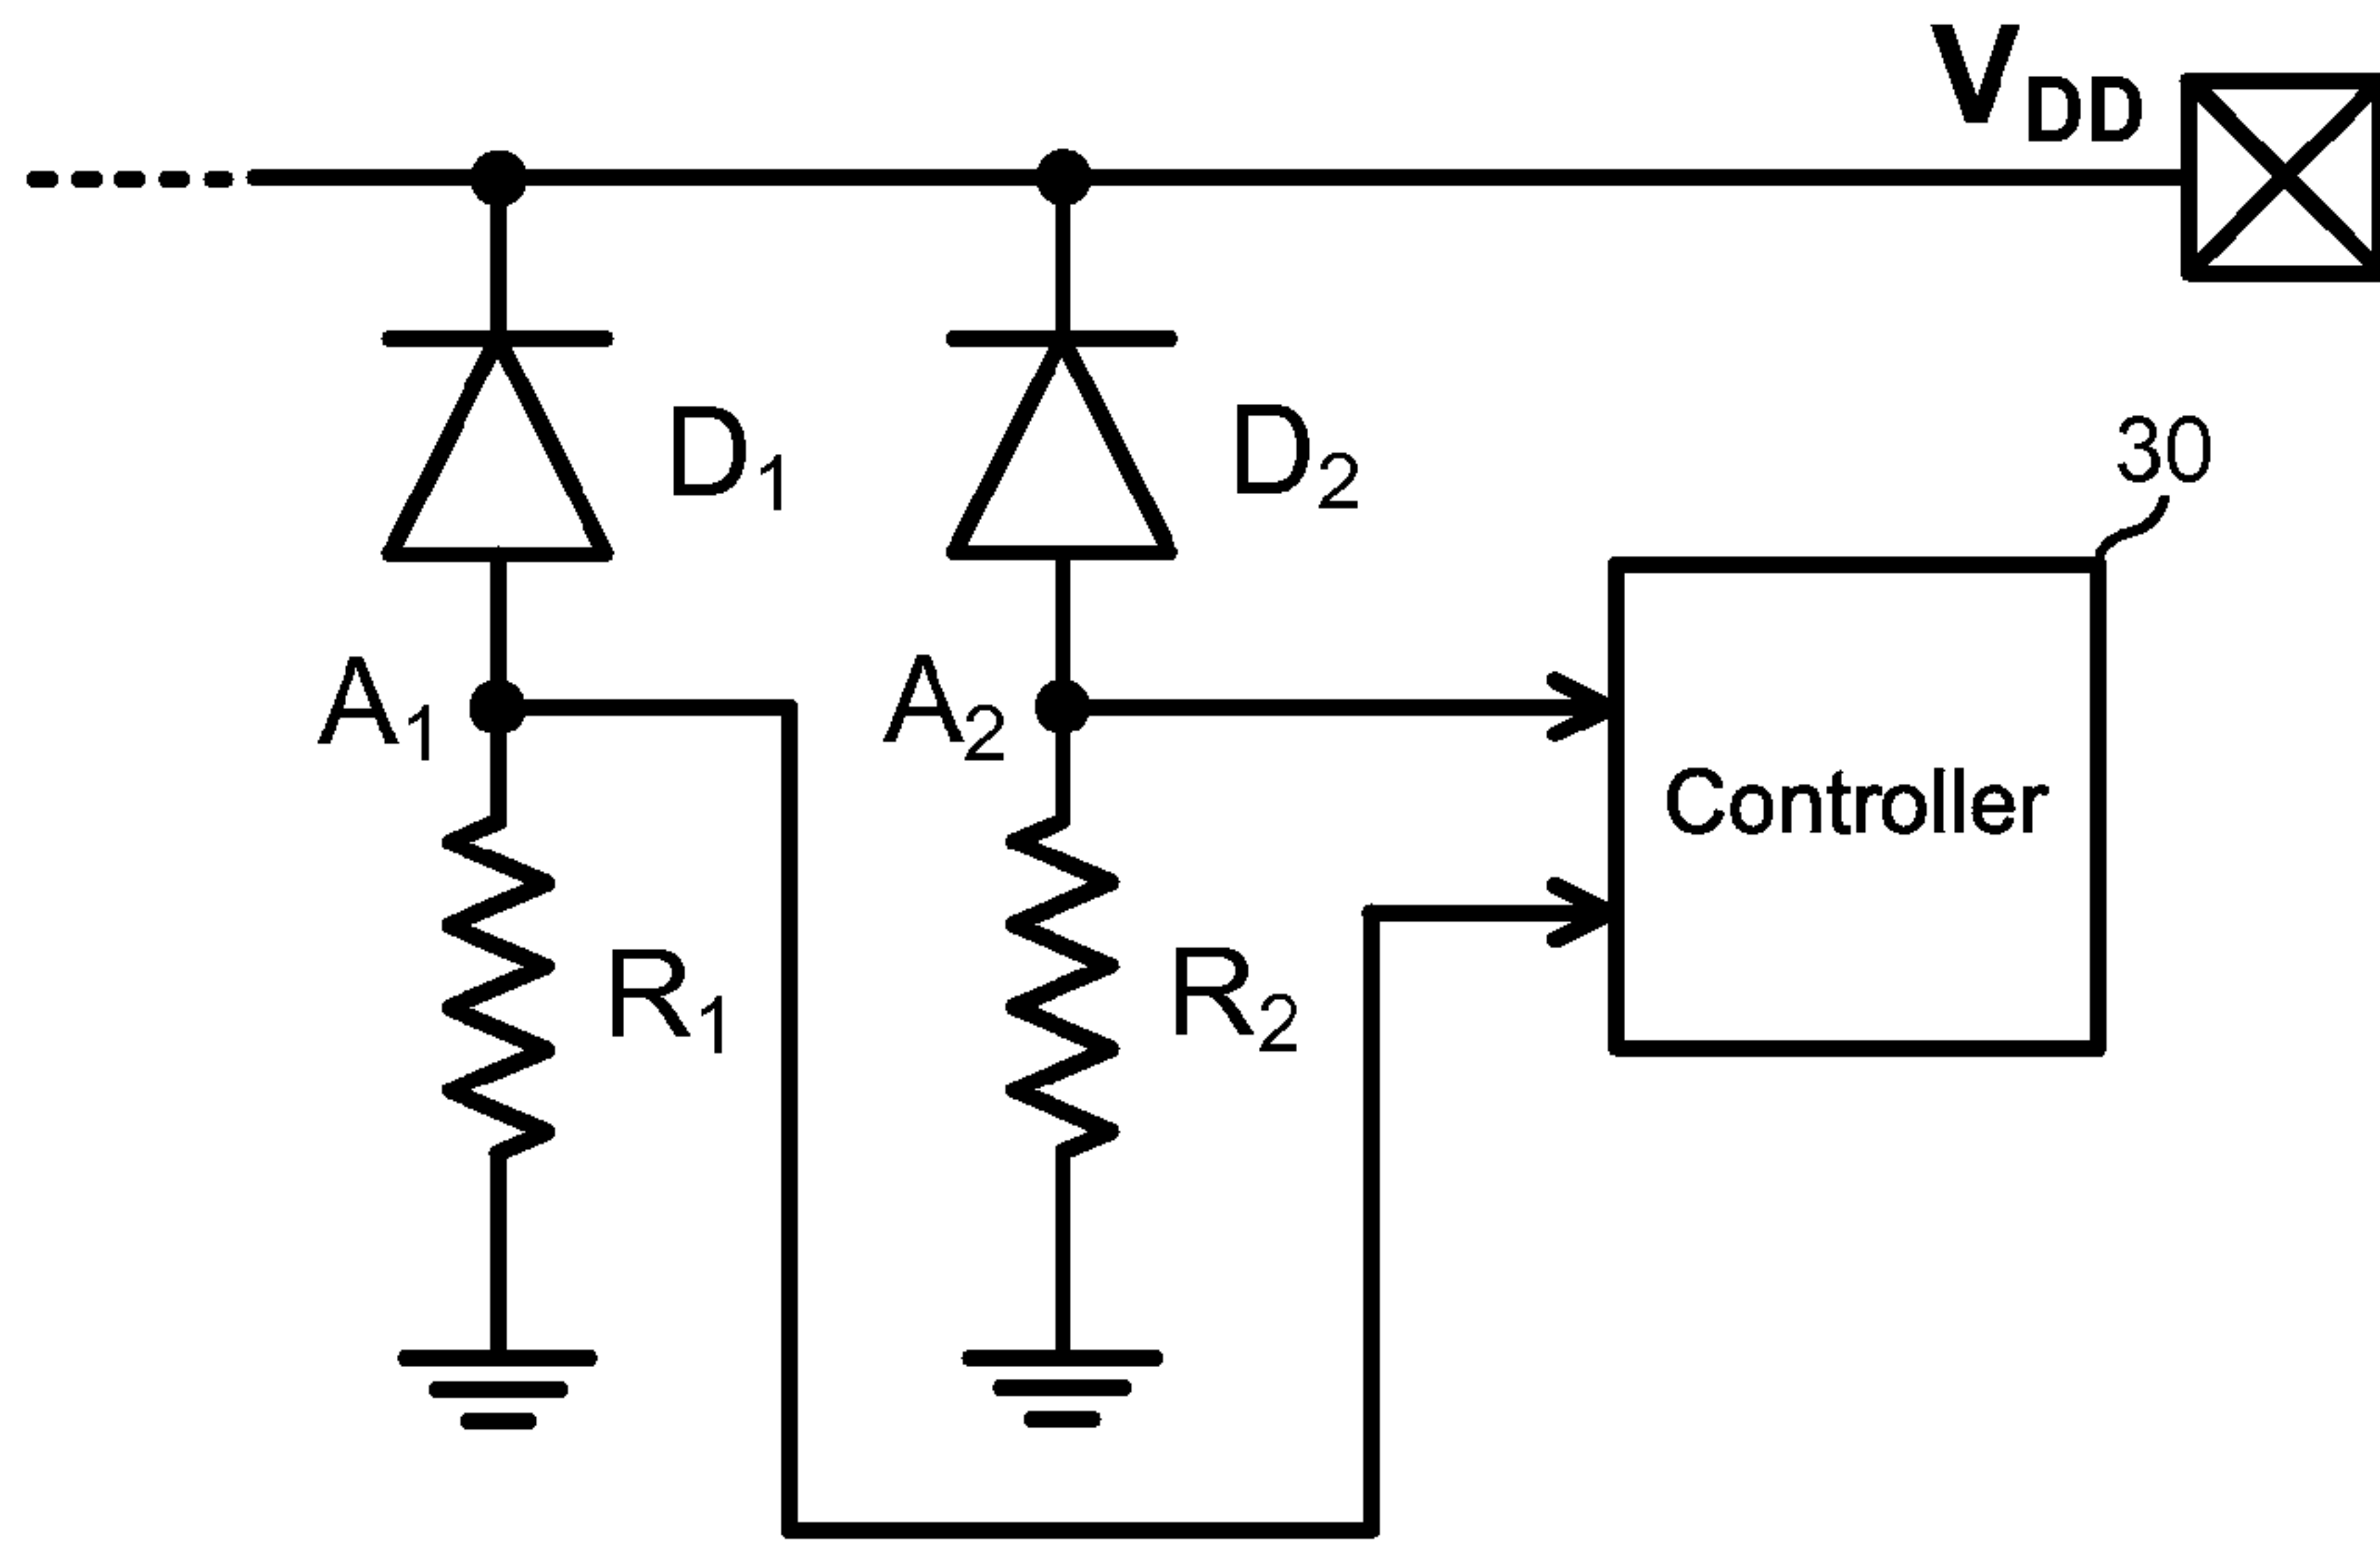 VDD
D1
D2
30
A1
A2
Controller
R1
R2